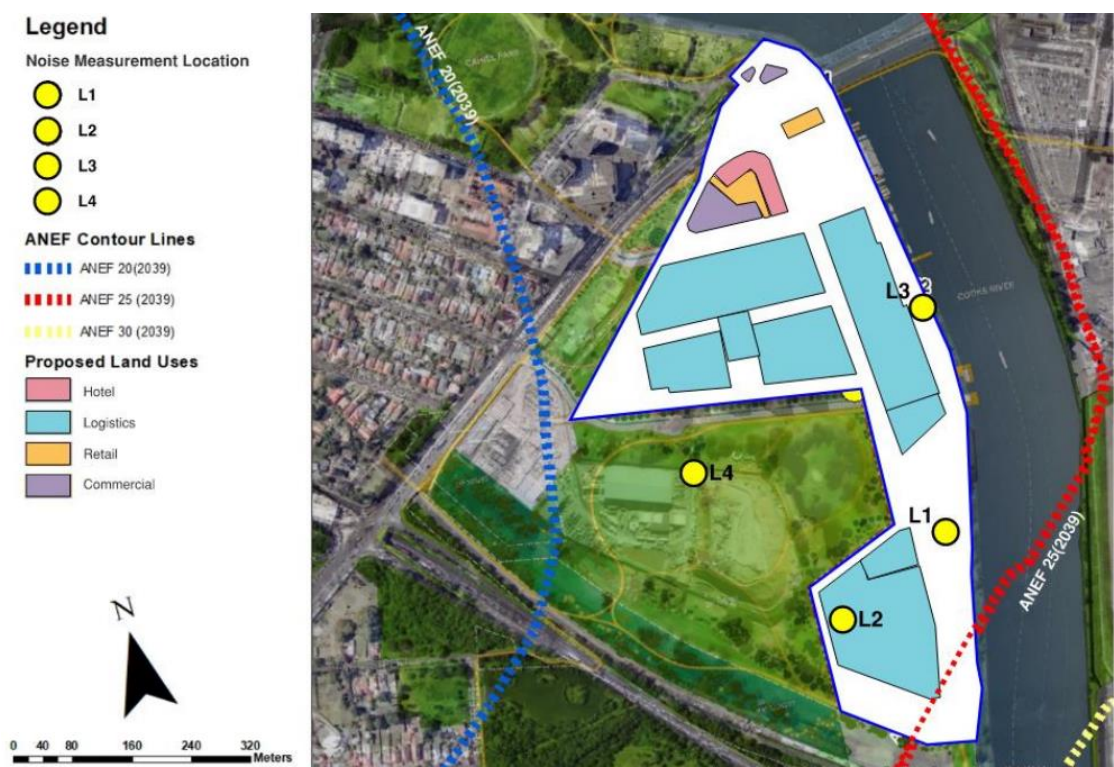 Legend
Noise Measurement Location
L1
L2
L3
L4
ANEF Contour Lines
ANEF 20(2039)
ANEF 25 (2039)
ANEF 30 (2039)
Proposed Land Uses
Hotel
Logistics
Retail
Commercial
N
0 40 80 160 240 320
Meters
ANEF 20(2039)
COOKS RIVER
L3
L4
L1
L2
ANEF 25(2039)